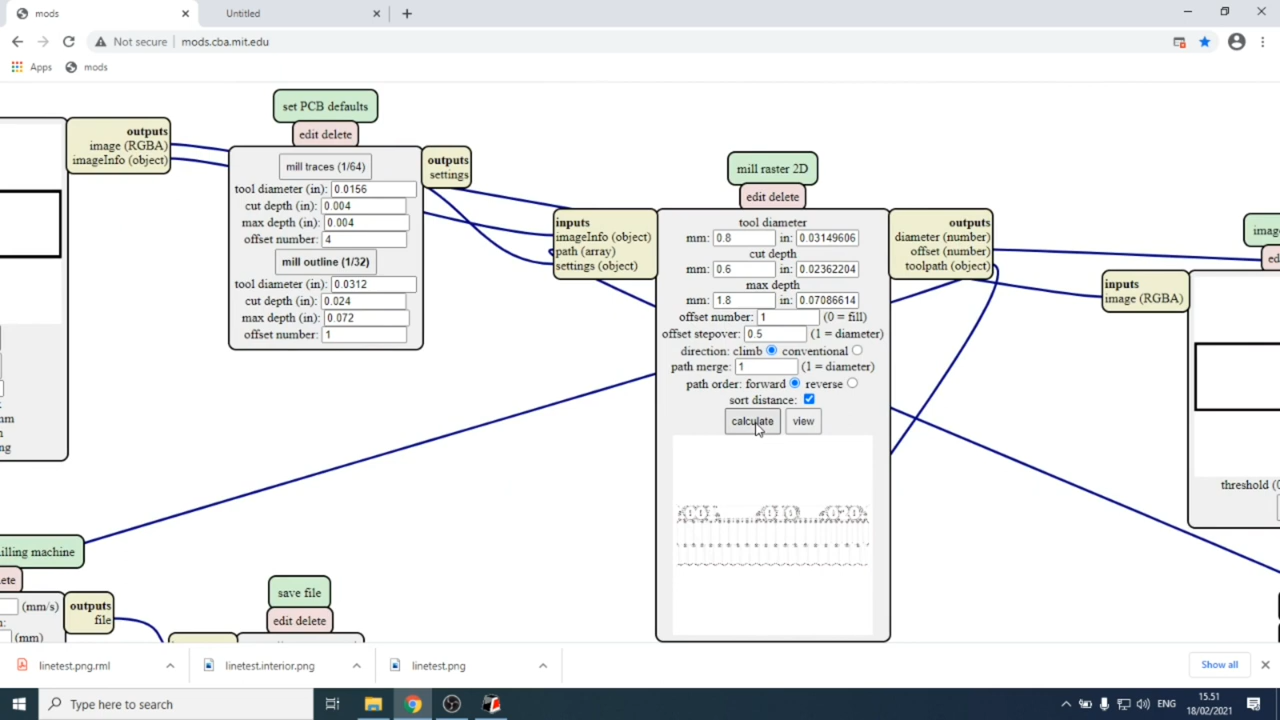 mods
Untitled
Not secure
mods.cba.mit.edu
Apps
mods
outputs
image (RGBA)
imageInfo (object)
set PCB defaults
edit delete
mill traces (1/64)
tool diameter (in): 0.0156
cut depth (in): 0.004
max depth (in): 0.004
offset number: 4
mill outline (1/32)
tool diameter (in): 0.0312
cut depth (in): 0.024
max depth (in): 0.072
offset number: 1
outputs
settings
inputs
imageInfo (object)
path (array)
settings (object)
mill raster 2D
edit delete
tool diameter
mm: 0.8 in: 0.03149606
cut depth
mm: 0.6 in: 0.02362204
max depth
mm: 1.8 in: 0.07086614
offset number: 1 (0 = fill)
offset stepover: 0.5 (1 = diameter)
direction: climb conventional
path merge: 1 (1 = diameter)
path order: forward reverse
sort distance:
calculate view
outputs
diameter (number)
offset (number)
toolpath (object)
inputs
image (RGBA)
imag
ed
threshold (0
mm
illing machine
lete
(mm/s)
(mm)
outputs
file
save file
edit delete
linetest.png.rml
linetest.interior.png
linetest.png
Show all
Type here to search
ENG
15.51
18/02/2021